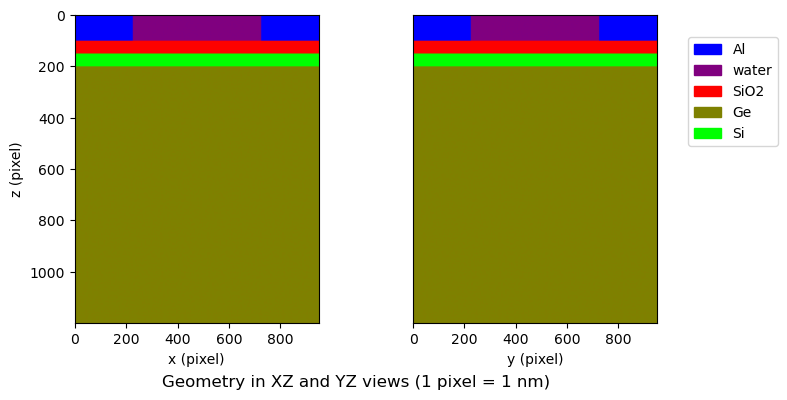 0
200
400
600
800
1000
z (pixel)
0 200 400 600 800
x (pixel)
0 200 400 600 800
y (pixel)
Al
water
SiO2
Ge
Si
Geometry in XZ and YZ views (1 pixel = 1 nm)